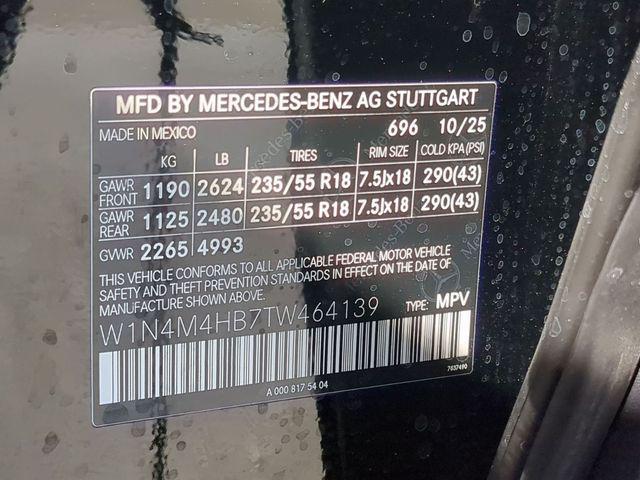 MFD BY MERCEDES-BENZ AG STUTTGART
MADE IN MEXICO 696 10/25
KG LB TIRES RIM SIZE COLD KPA(PSI)
GAWR FRONT 1190 2624 235/55 R18 7.5Jx18 290(43)
GAWR REAR 1125 2480 235/55 R18 7.5Jx18 290(43)
GVWR 2265 4993
THIS VEHICLE CONFORMS TO ALL APPLICABLE FEDERAL MOTOR VEHICLE
SAFETY AND THEFT PREVENTION STANDARDS IN EFFECT ON THE DATE OF
MANUFACTURE SHOWN ABOVE.
W1N4M4HB7TW464139 TYPE: MPV
A 000 817 54 04 7637490